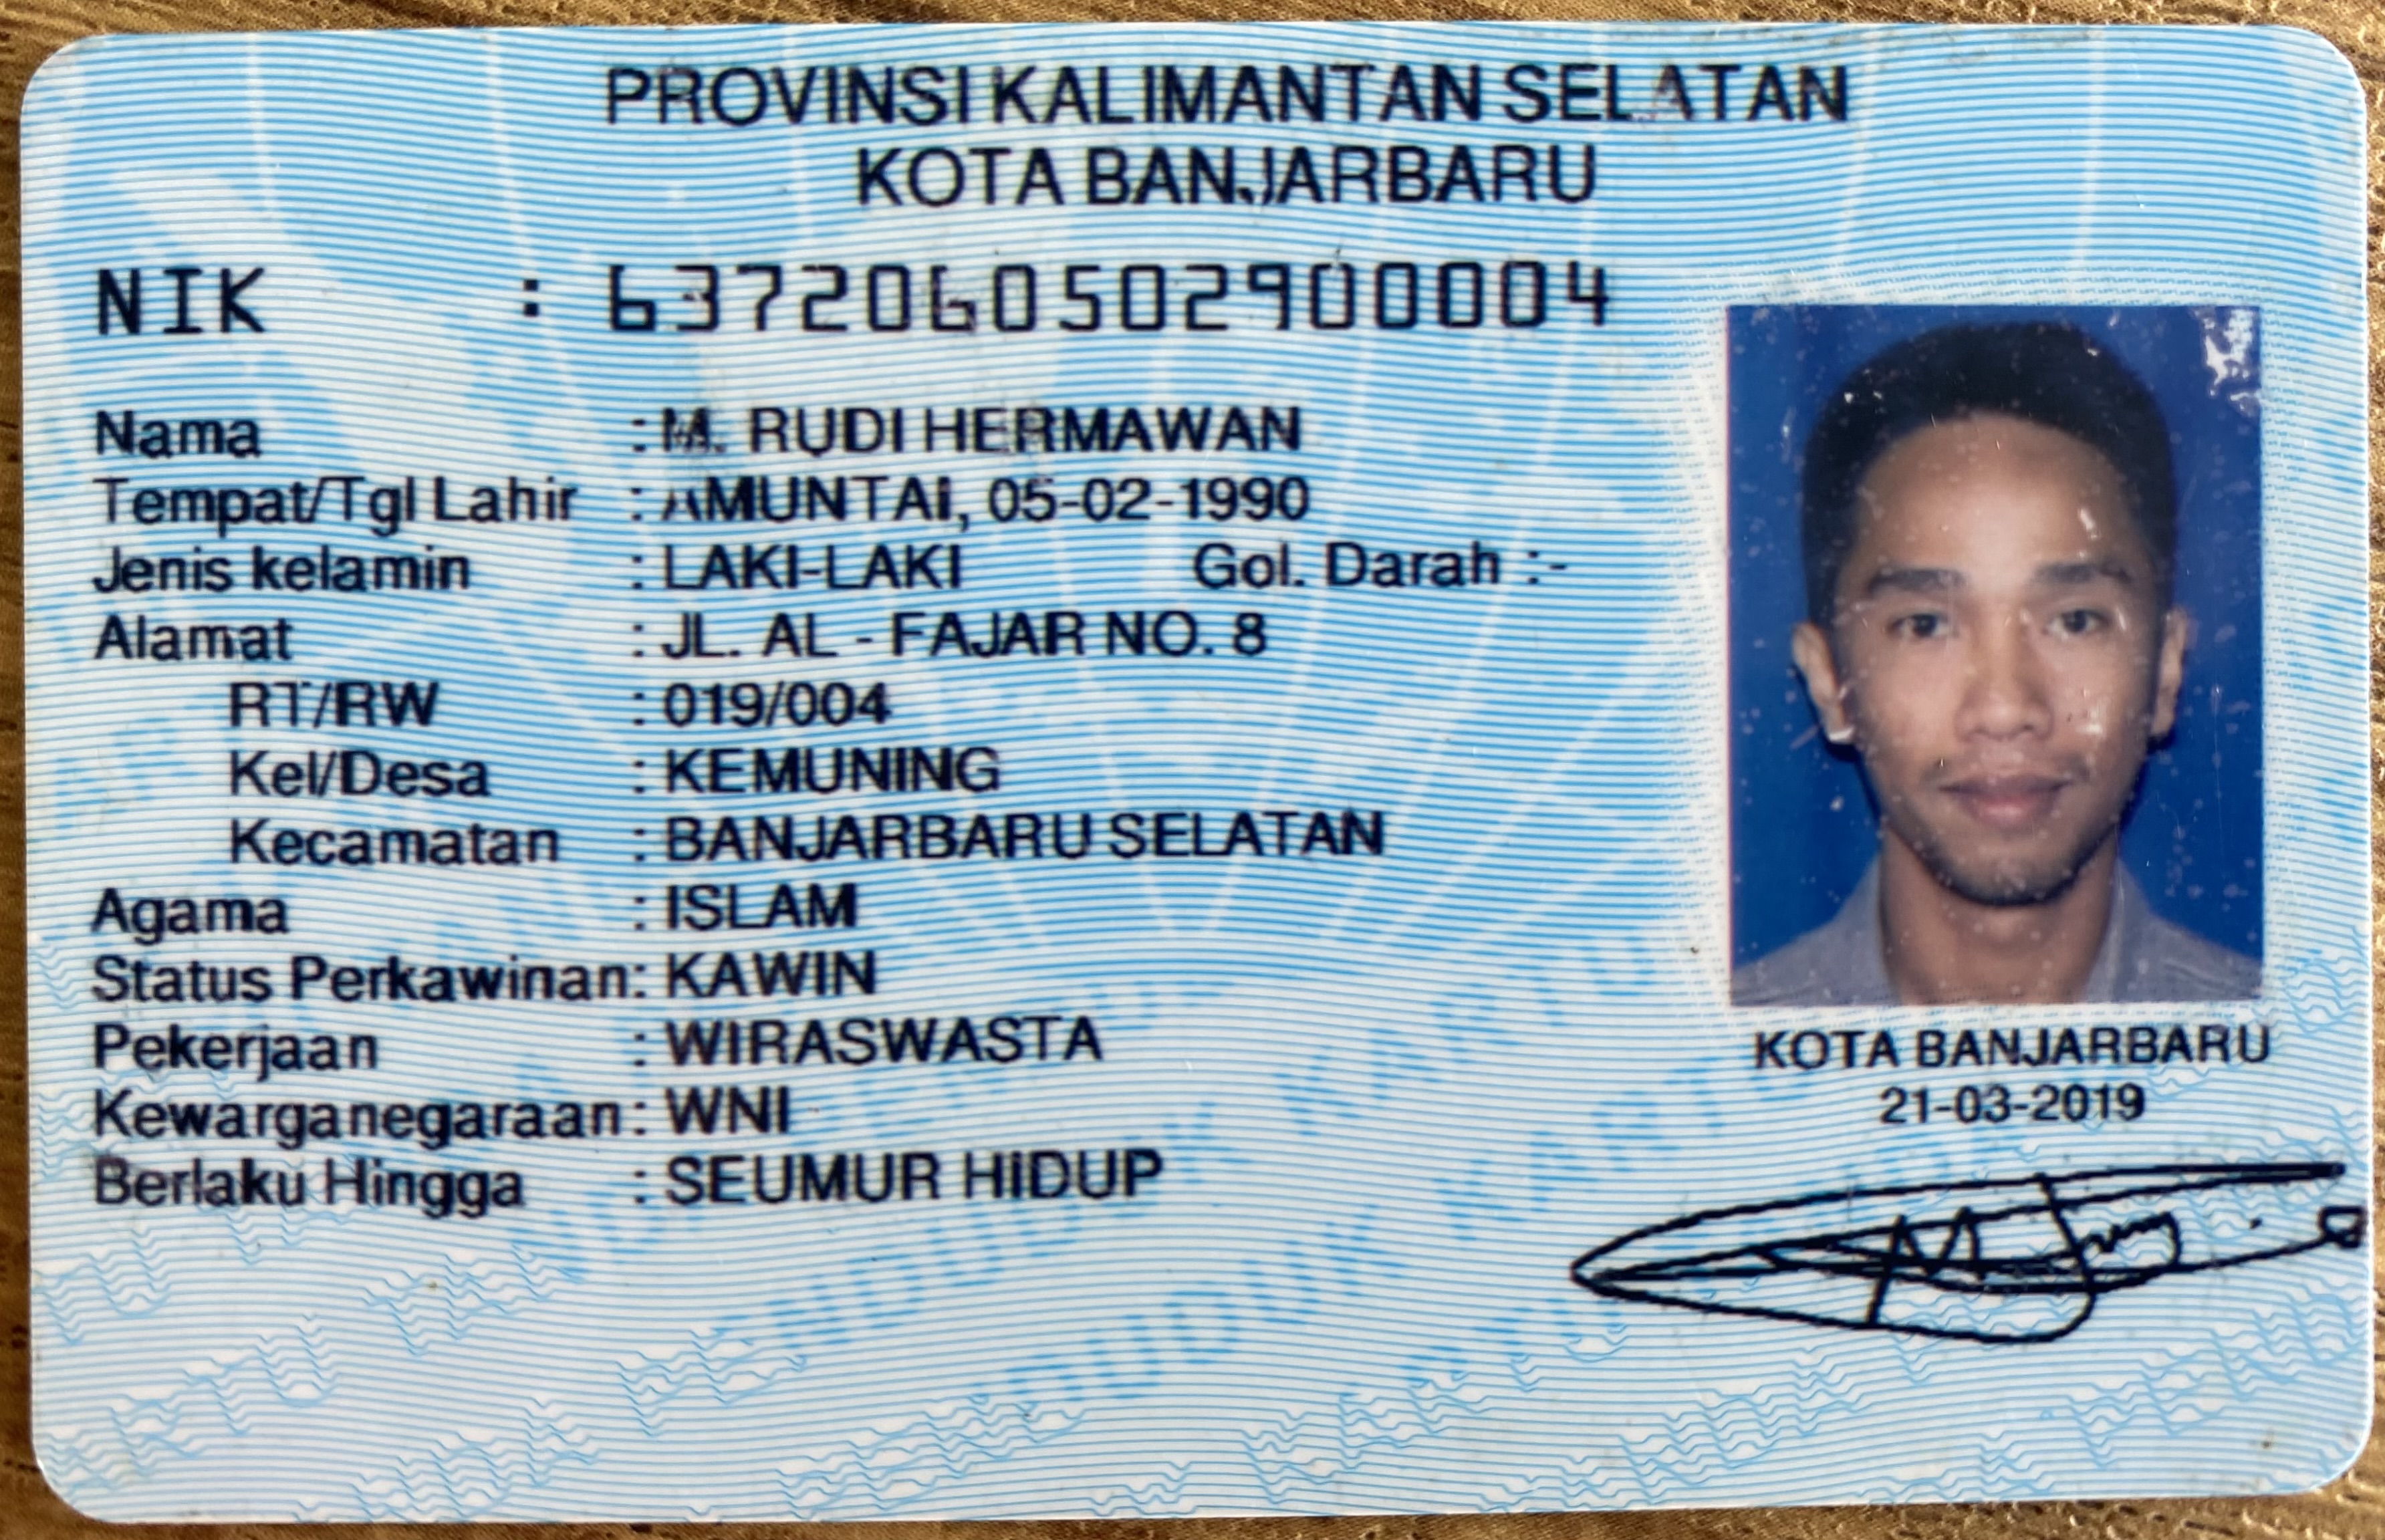 PROVINSI KALIMANTAN SELATAN
KOTA BANJARBARU
NIK : 6372060502900004
Nama : M. RUDI HERMAWAN
Tempat/Tgl Lahir : AMUNTAI, 05-02-1990
Jenis kelamin : LAKI-LAKI Gol. Darah :-
Alamat : JL. AL - FAJAR NO. 8
RT/RW : 019/004
Kel/Desa : KEMUNING
Kecamatan : BANJARBARU SELATAN
Agama : ISLAM
Status Perkawinan: KAWIN
Pekerjaan : WIRASWASTA
Kewarganegaraan: WNI
Berlaku Hingga : SEUMUR HIDUP
KOTA BANJARBARU
21-03-2019